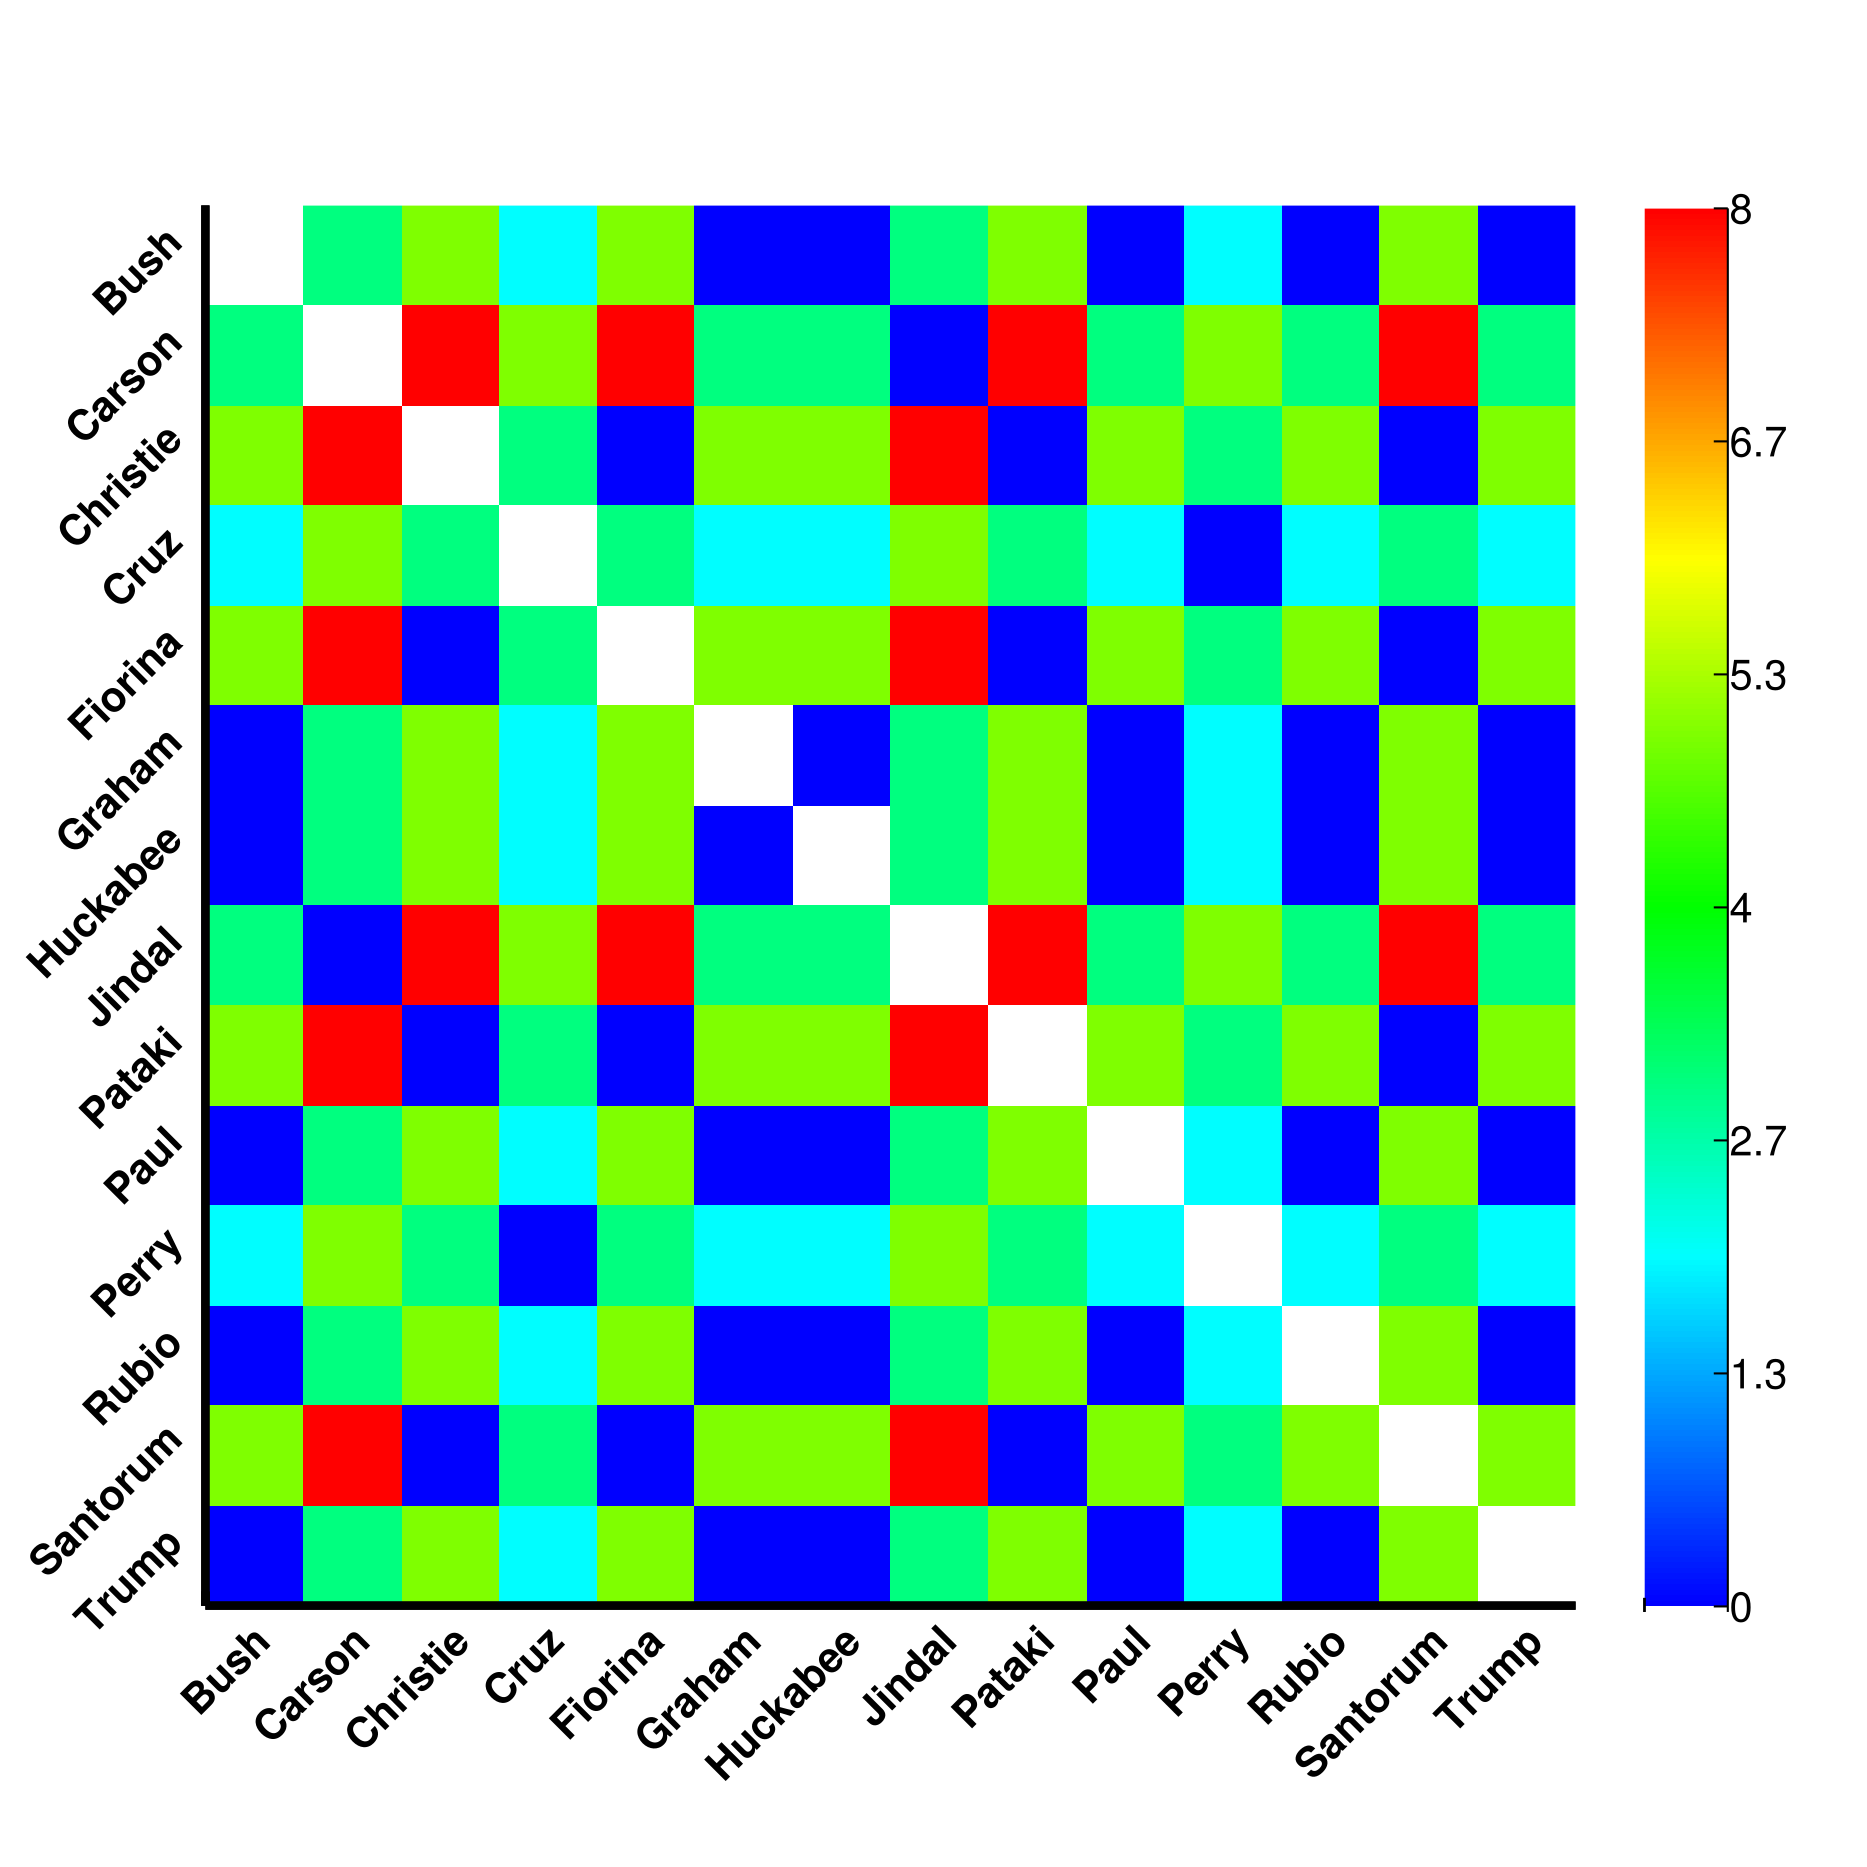 Bush
Carson
Christie
Cruz
Fiorina
Graham
Huckabee
Jindal
Pataki
Paul
Perry
Rubio
Santorum
Trump
Bush
Carson
Christie
Cruz
Fiorina
Graham
Huckabee
Jindal
Pataki
Paul
Perry
Rubio
Santorum
Trump
8
6.7
5.3
4
2.7
1.3
0